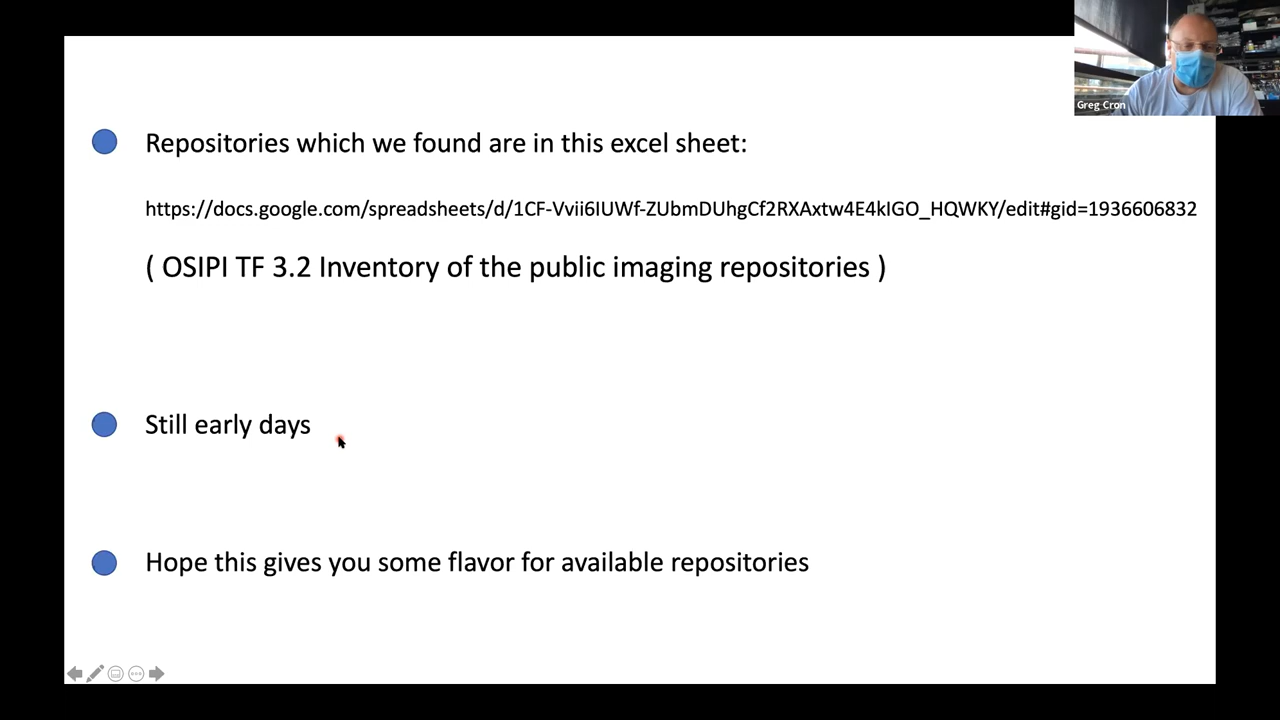 Greg Cron
Repositories which we found are in this excel sheet:
https://docs.google.com/spreadsheets/d/1CF-Vvii6IUWf-ZUbmDUhgCf2RXAxtw4E4kIGO_HQWKY/edit#gid=1936606832
( OSIPI TF 3.2 Inventory of the public imaging repositories )
Still early days
Hope this gives you some flavor for available repositories